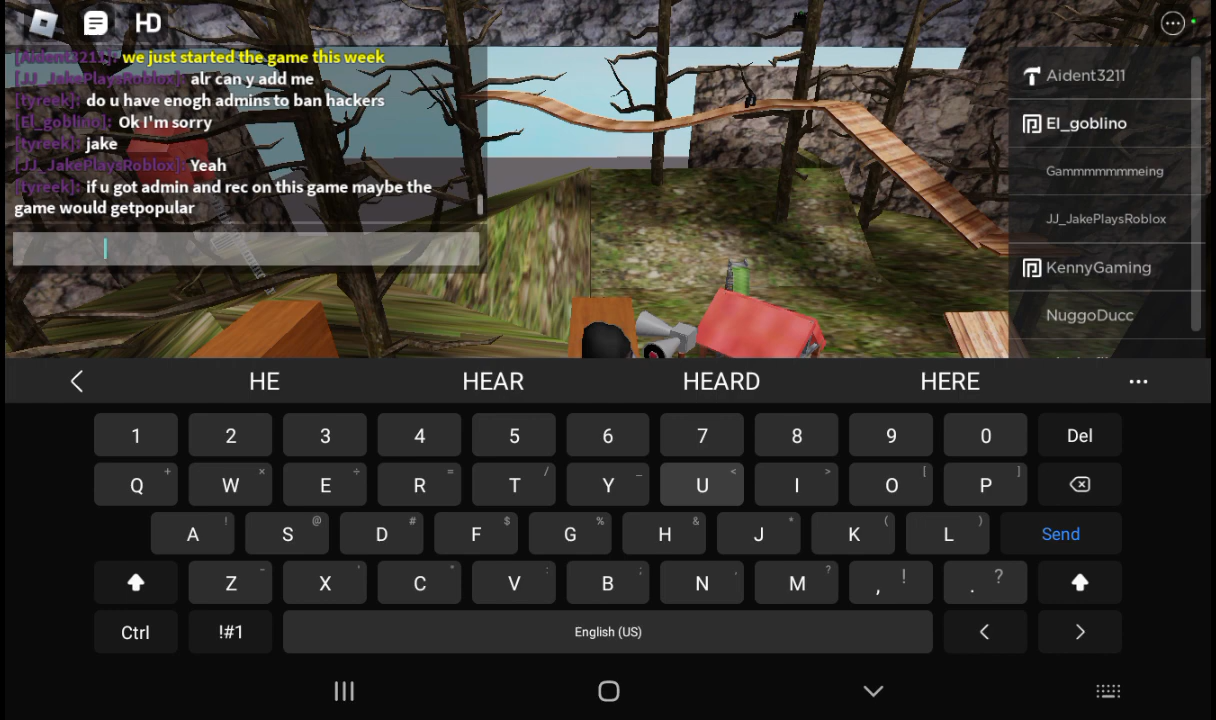 HD
[Aident3211]: we just started the game this week
[JJ_JakePlaysRoblox]: alr can y add me
[tyreek]: do u have enogh admins to ban hackers
[El_goblino]: Ok I'm sorry
[tyreek]: jake
[JJ_JakePlaysRoblox]: Yeah
[tyreek]: if u got admin and rec on this game maybe the
game would getpopular
Aident3211
El_goblino
Gammmmmmmeing
JJ_JakePlaysRoblox
KennyGaming
NuggoDucc
HE HEAR HEARD HERE ...
1 2 3 4 5 6 7 8 9 0 Del
+ × ÷ = / _ < > [ ]
Q W E R T Y U I O P
! @ # $ % & * ( )
A S D F G H J K L Send
- ' " : ; , ? ! ?
Z X C V B N M , .
Ctrl !#1 English (US) < >